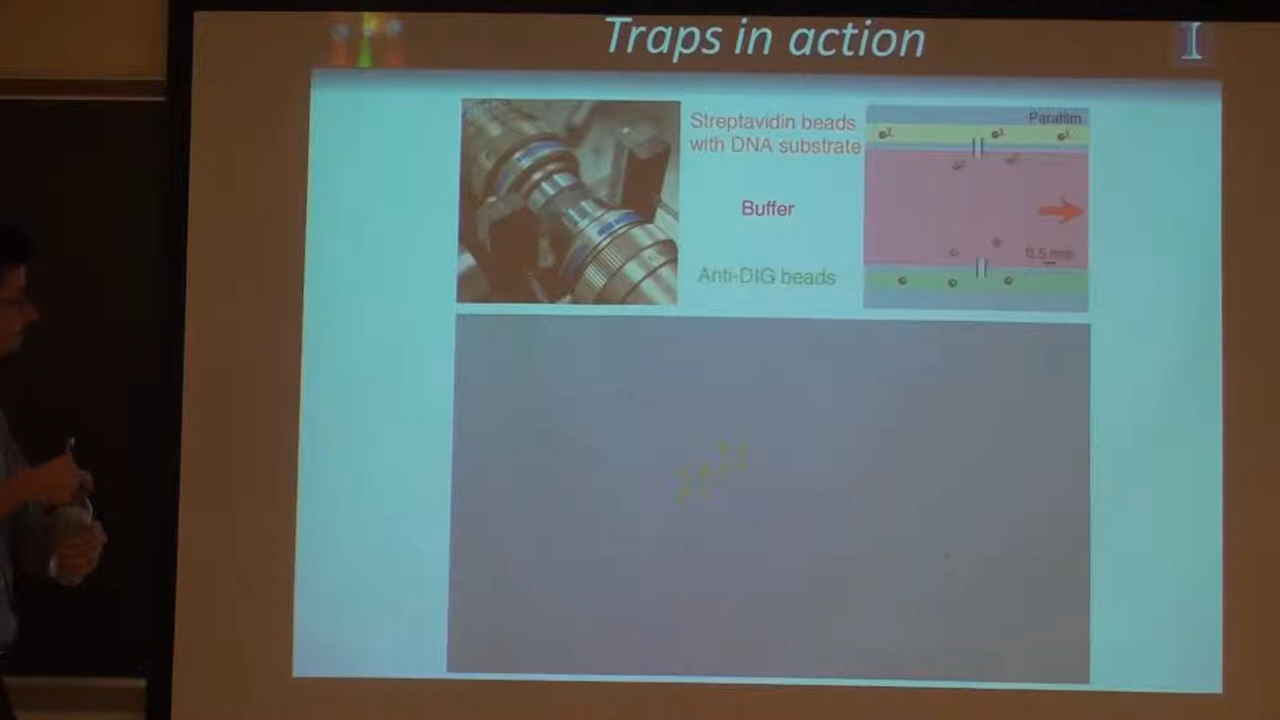 Traps in action
I
Streptavidin beads
with DNA substrate
Buffer
Anti-DIG beads
Parafilm
0.5 mm